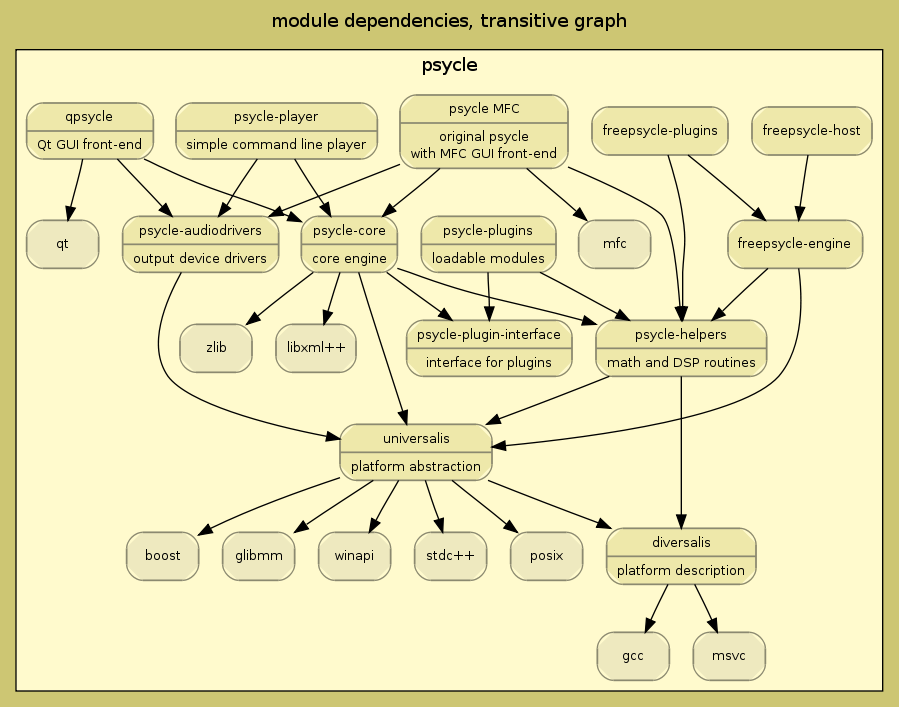 module dependencies, transitive graph
psycle
qpsycle
Qt GUI front-end
psycle-player
simple command line player
psycle MFC
original psycle
with MFC GUI front-end
freepsycle-plugins
freepsycle-host
qt
psycle-audiodrivers
output device drivers
psycle-core
core engine
psycle-plugins
loadable modules
mfc
freepsycle-engine
zlib
libxml++
psycle-plugin-interface
interface for plugins
psycle-helpers
math and DSP routines
universalis
platform abstraction
boost
glibmm
winapi
stdc++
posix
diversalis
platform description
gcc
msvc